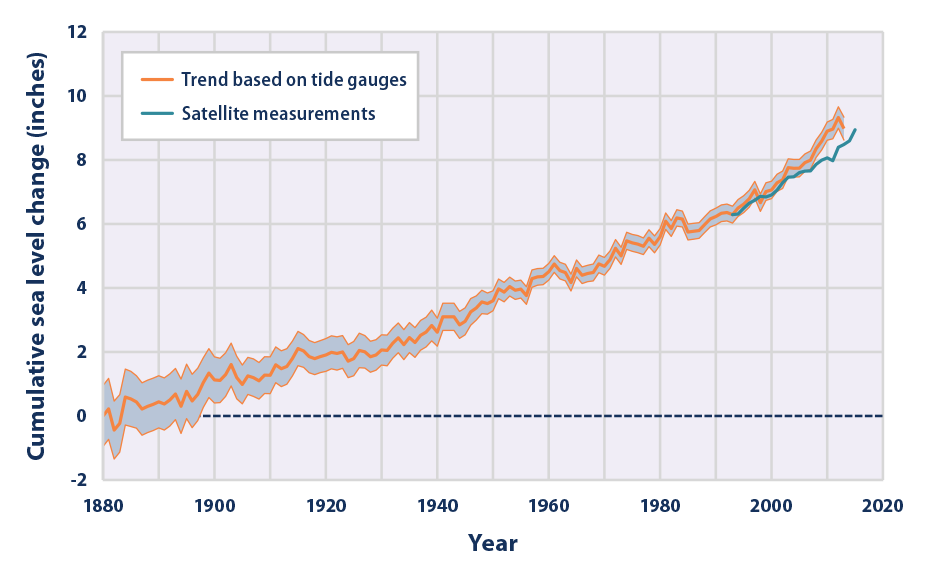 Cumulative sea level change (inches)
12
10
8
6
4
2
0
-2
Trend based on tide gauges
Satellite measurements
1880 1900 1920 1940 1960 1980 2000 2020
Year